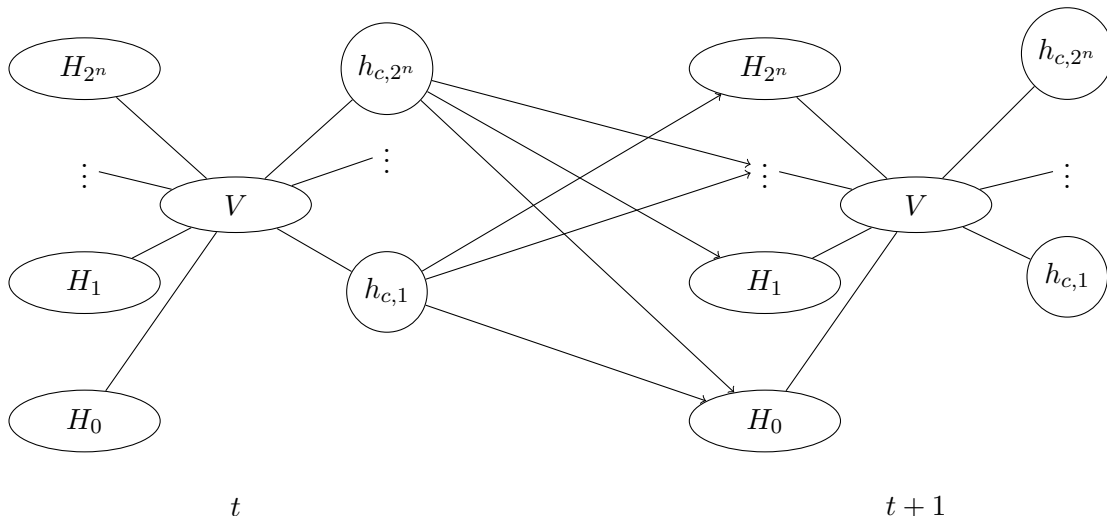 $H_{2^n}$ $h_{c,2^n}$ $H_{2^n}$ $h_{c,2^n}$
⋮ ⋮ ⋮ ⋮
$V$ $V$
$H_1$ $h_{c,1}$ $H_1$ $h_{c,1}$
$H_0$ $H_0$
$t$ $t+1$